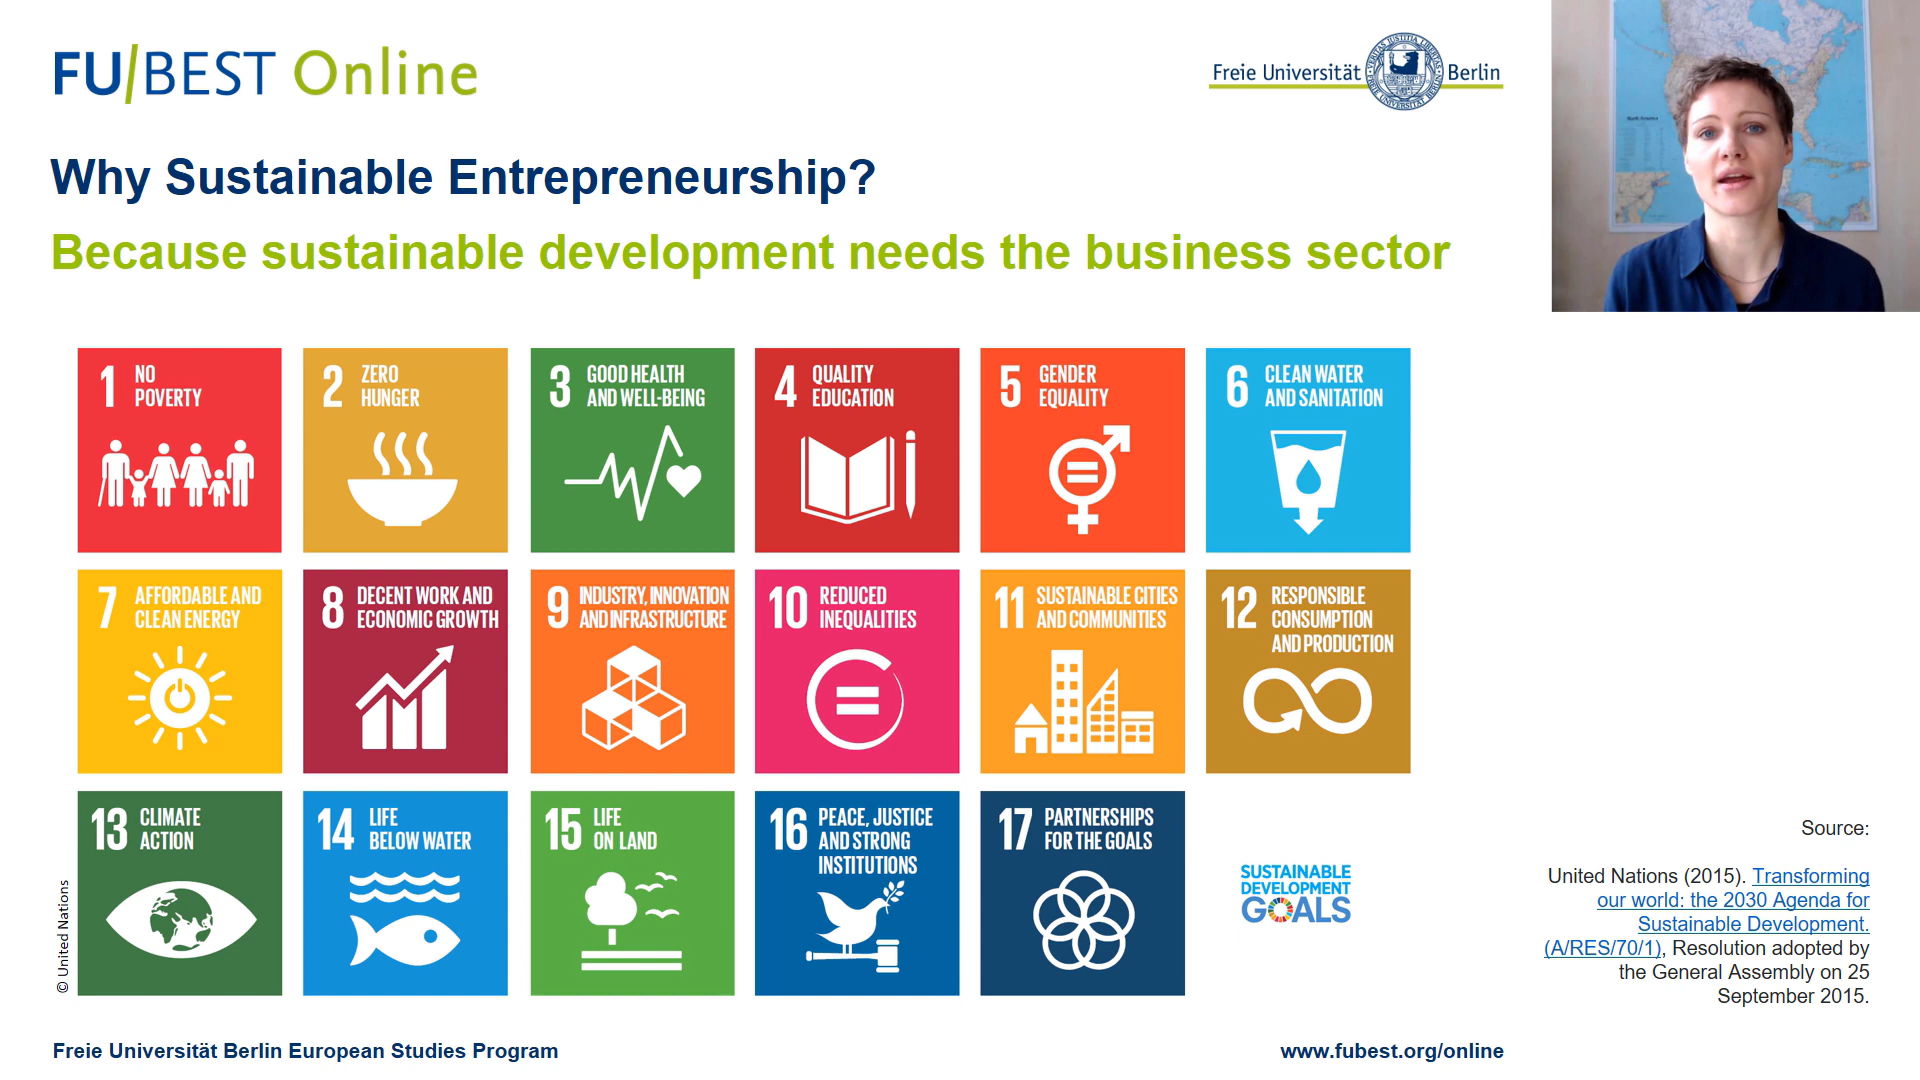 FU/BEST Online
Freie Universität Berlin
Why Sustainable Entrepreneurship?
Because sustainable development needs the business sector
1 NO
POVERTY
2 ZERO
HUNGER
3 GOOD HEALTH
AND WELL-BEING
4 QUALITY
EDUCATION
5 GENDER
EQUALITY
6 CLEAN WATER
AND SANITATION
7 AFFORDABLE AND
CLEAN ENERGY
8 DECENT WORK AND
ECONOMIC GROWTH
9 INDUSTRY, INNOVATION
AND INFRASTRUCTURE
10 REDUCED
INEQUALITIES
11 SUSTAINABLE CITIES
AND COMMUNITIES
12 RESPONSIBLE
CONSUMPTION
AND PRODUCTION
13 CLIMATE
ACTION
14 LIFE
BELOW WATER
15 LIFE
ON LAND
16 PEACE, JUSTICE
AND STRONG
INSTITUTIONS
17 PARTNERSHIPS
FOR THE GOALS
SUSTAINABLE
DEVELOPMENT
GOALS
© United Nations
Source:
United Nations (2015). Transforming
our world: the 2030 Agenda for
Sustainable Development.
(A/RES/70/1), Resolution adopted by
the General Assembly on 25
September 2015.
Freie Universität Berlin European Studies Program
www.fubest.org/online